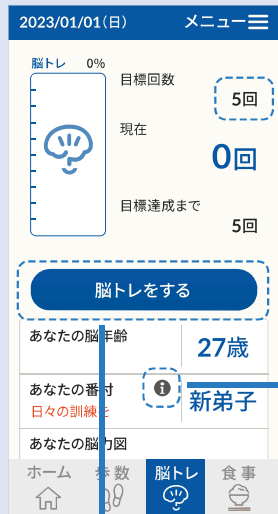 2023/01/01(日) メニュー
脳トレ 0%
目標回数
5回
現在
0回
目標達成まで
5回
脳トレをする
あなたの脳年齢 27歳
あなたの番付 新弟子
日々の訓練を
あなたの脳力図
ホーム 歩数 脳トレ 食事